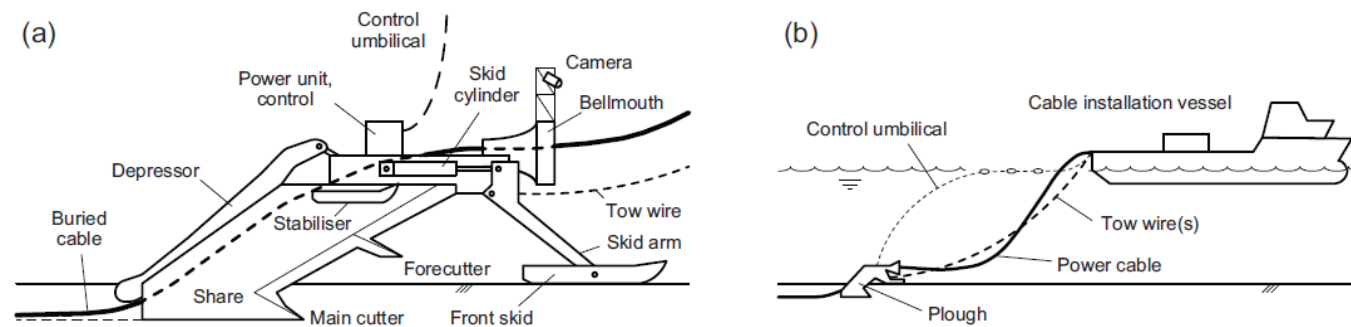 (a)
Control
umbilical
Power unit,
control
Skid
cylinder
Camera
Bellmouth
Depressor
Buried
cable
Stabiliser
Tow wire
Skid arm
Forecutter
Share
Main cutter
Front skid
(b)
Cable installation vessel
Control umbilical
Tow wire(s)
Power cable
Plough